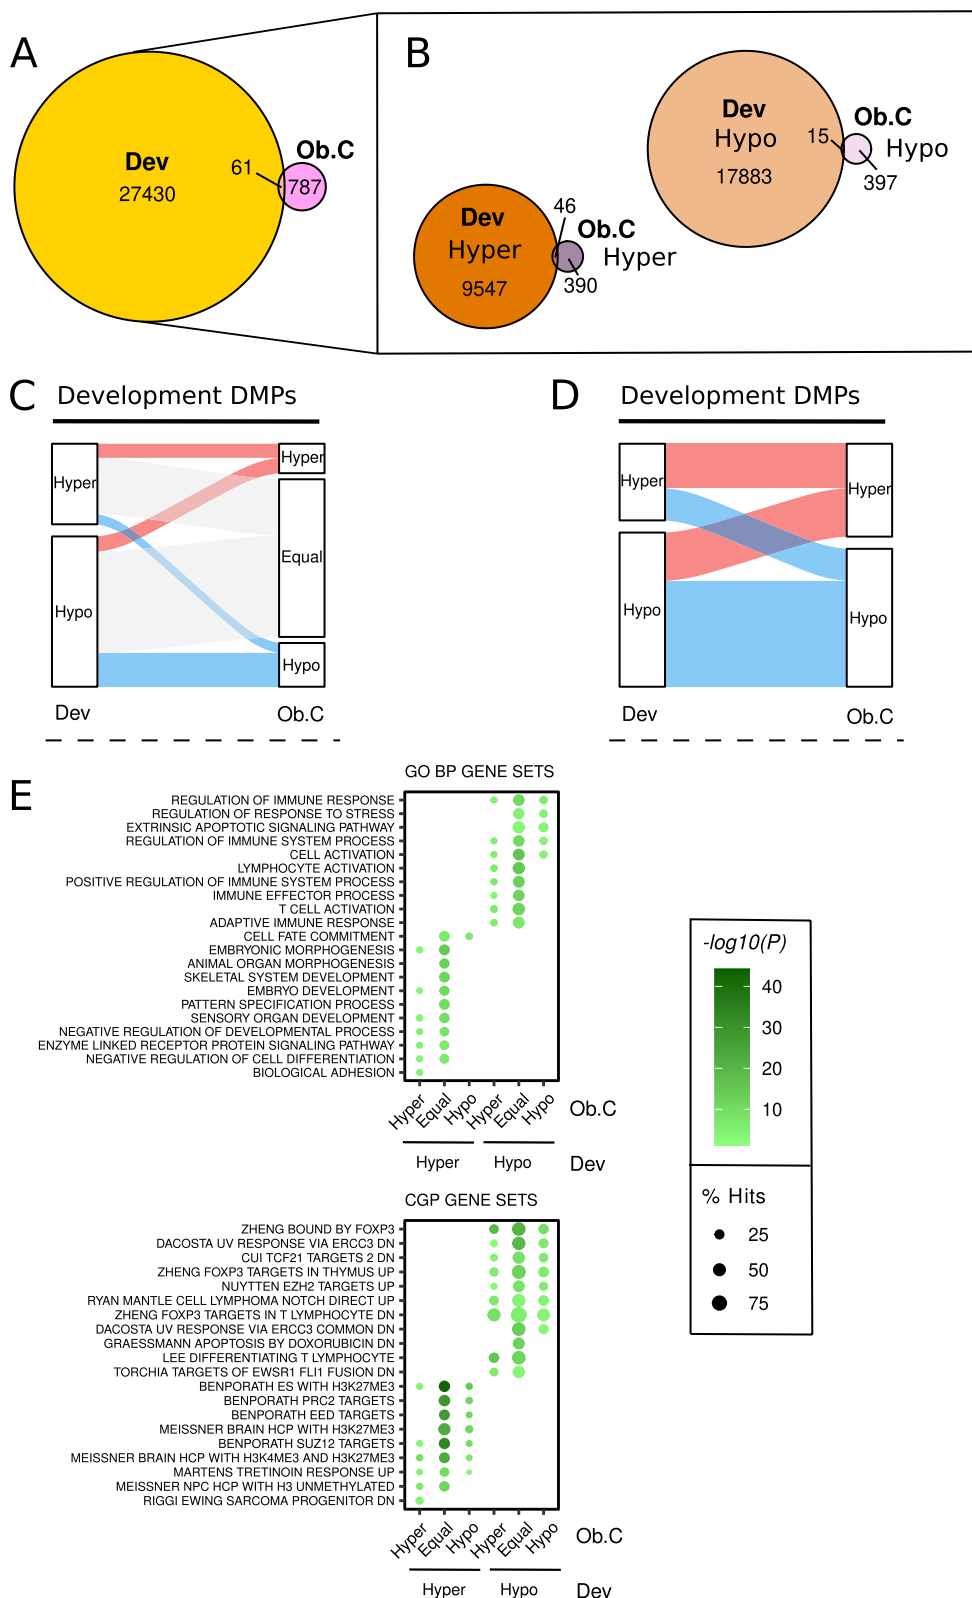 A
Dev
27430
61
Ob.C
787
B
Dev
Hypo
17883
15
Ob.C
Hypo
397
Dev
Hyper
9547
46
Ob.C
Hyper
390
C
Development DMPs
Hyper
Hypo
Hyper
Equal
Hypo
Dev
Ob.C
D
Development DMPs
Hyper
Hypo
Hyper
Hypo
Dev
Ob.C
E
GO BP GENE SETS
REGULATION OF IMMUNE RESPONSE
REGULATION OF RESPONSE TO STRESS
EXTRINSIC APOPTOTIC SIGNALING PATHWAY
REGULATION OF IMMUNE SYSTEM PROCESS
CELL ACTIVATION
LYMPHOCYTE ACTIVATION
POSITIVE REGULATION OF IMMUNE SYSTEM PROCESS
IMMUNE EFFECTOR PROCESS
T CELL ACTIVATION
ADAPTIVE IMMUNE RESPONSE
CELL FATE COMMITMENT
EMBRYONIC MORPHOGENESIS
ANIMAL ORGAN MORPHOGENESIS
SKELETAL SYSTEM DEVELOPMENT
EMBRYO DEVELOPMENT
PATTERN SPECIFICATION PROCESS
SENSORY ORGAN DEVELOPMENT
NEGATIVE REGULATION OF DEVELOPMENTAL PROCESS
ENZYME LINKED RECEPTOR PROTEIN SIGNALING PATHWAY
NEGATIVE REGULATION OF CELL DIFFERENTIATION
BIOLOGICAL ADHESION
Hyper Equal Hypo Hyper Equal Hypo Ob.C
Hyper Hypo Dev
CGP GENE SETS
ZHENG BOUND BY FOXP3
DACOSTA UV RESPONSE VIA ERCC3 DN
CUI TCF21 TARGETS 2 DN
ZHENG FOXP3 TARGETS IN THYMUS UP
NUYTTEN EZH2 TARGETS UP
RYAN MANTLE CELL LYMPHOMA NOTCH DIRECT UP
ZHENG FOXP3 TARGETS IN T LYMPHOCYTE DN
DACOSTA UV RESPONSE VIA ERCC3 COMMON DN
GRAESSMANN APOPTOSIS BY DOXORUBICIN DN
LEE DIFFERENTIATING T LYMPHOCYTE
TORCHIA TARGETS OF EWSR1 FLI1 FUSION DN
BENPORATH ES WITH H3K27ME3
BENPORATH PRC2 TARGETS
BENPORATH EED TARGETS
MEISSNER BRAIN HCP WITH H3K27ME3
BENPORATH SUZ12 TARGETS
MEISSNER BRAIN HCP WITH H3K4ME3 AND H3K27ME3
MARTENS TRETINOIN RESPONSE UP
MEISSNER NPC HCP WITH H3 UNMETHYLATED
RIGGI EWING SARCOMA PROGENITOR DN
Hyper Equal Hypo Hyper Equal Hypo Ob.C
Hyper Hypo Dev
-log10(P)
40
30
20
10
% Hits
25
50
75